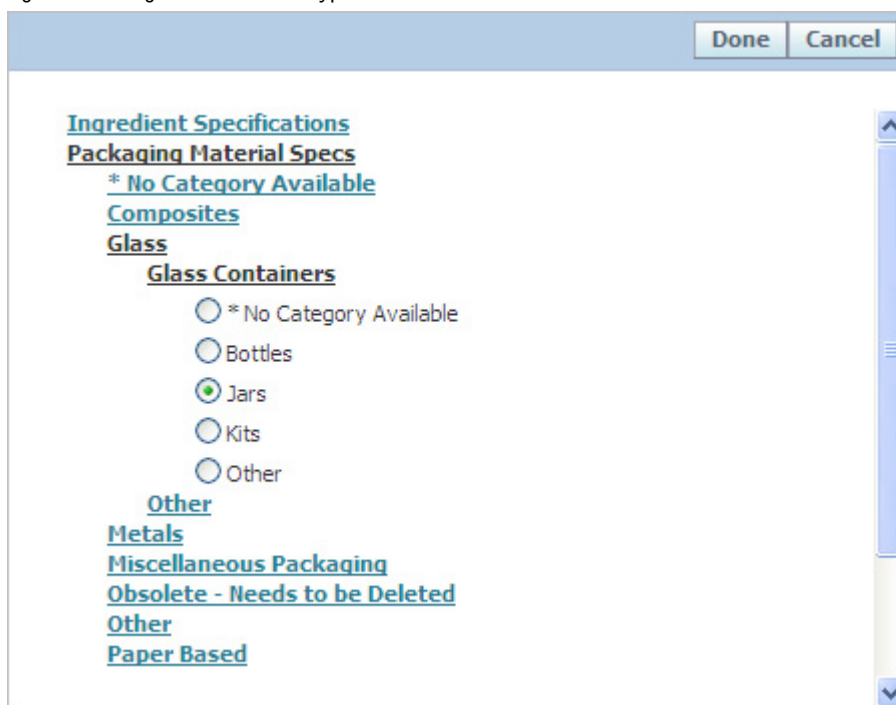 Done Cancel
Ingredient Specifications
Packaging Material Specs
* No Category Available
Composites
Glass
Glass Containers
* No Category Available
Bottles
Jars
Kits
Other
Other
Metals
Miscellaneous Packaging
Obsolete - Needs to be Deleted
Other
Paper Based